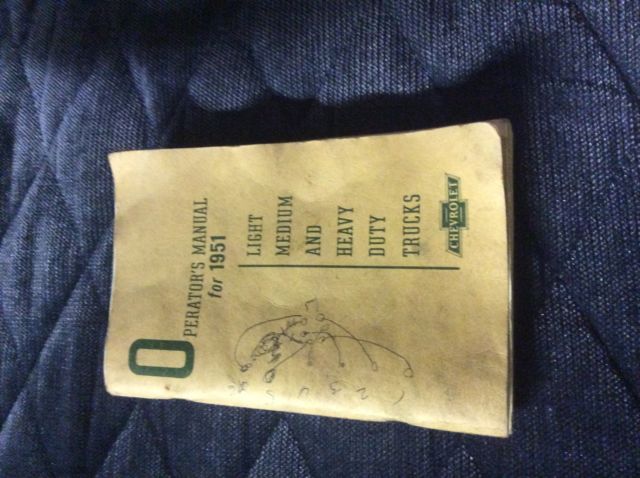 OPERATOR'S MANUAL
for 1951
LIGHT
MEDIUM
AND
HEAVY
DUTY
TRUCKS
CHEVROLET